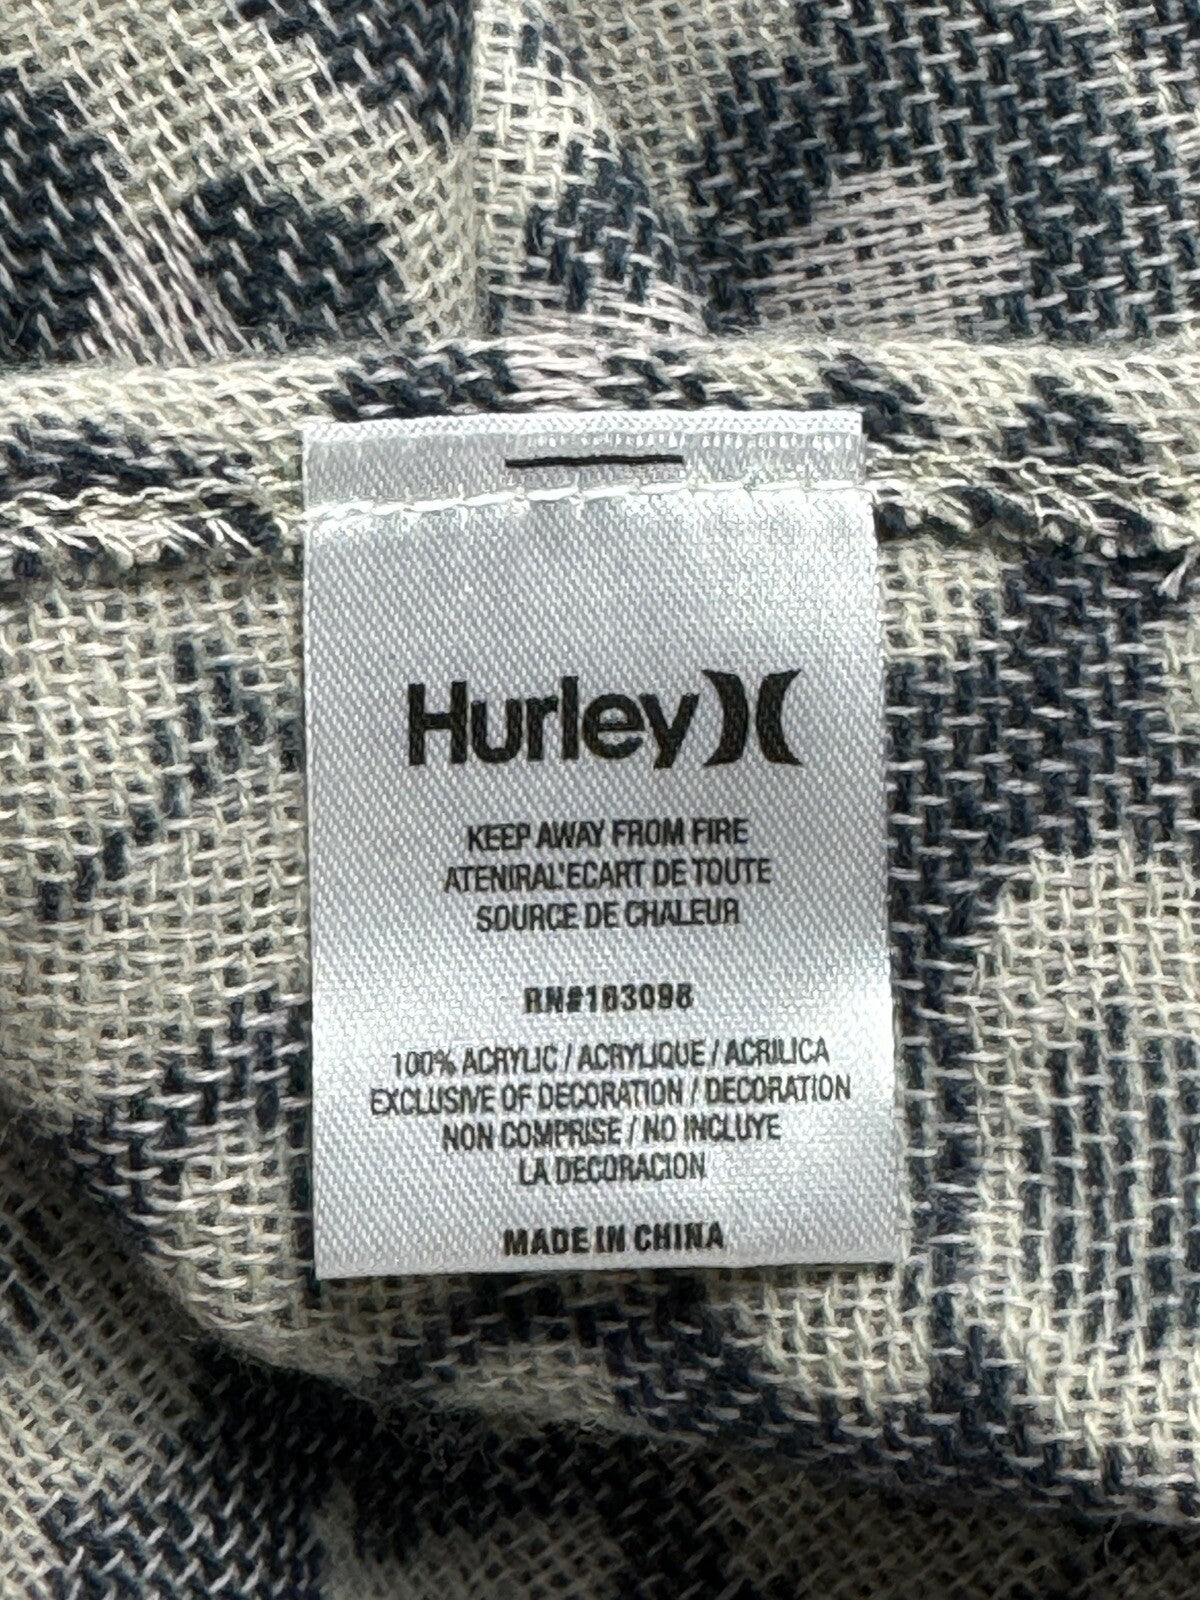 Hurley
KEEP AWAY FROM FIRE
ATENIRAL'ECART DE TOUTE
SOURCE DE CHALEUR
RN#163098
100% ACRYLIC / ACRYLIQUE / ACRILICA
EXCLUSIVE OF DECORATION / DECORATION
NON COMPRISE / NO INCLUYE
LA DECORACION
MADE IN CHINA